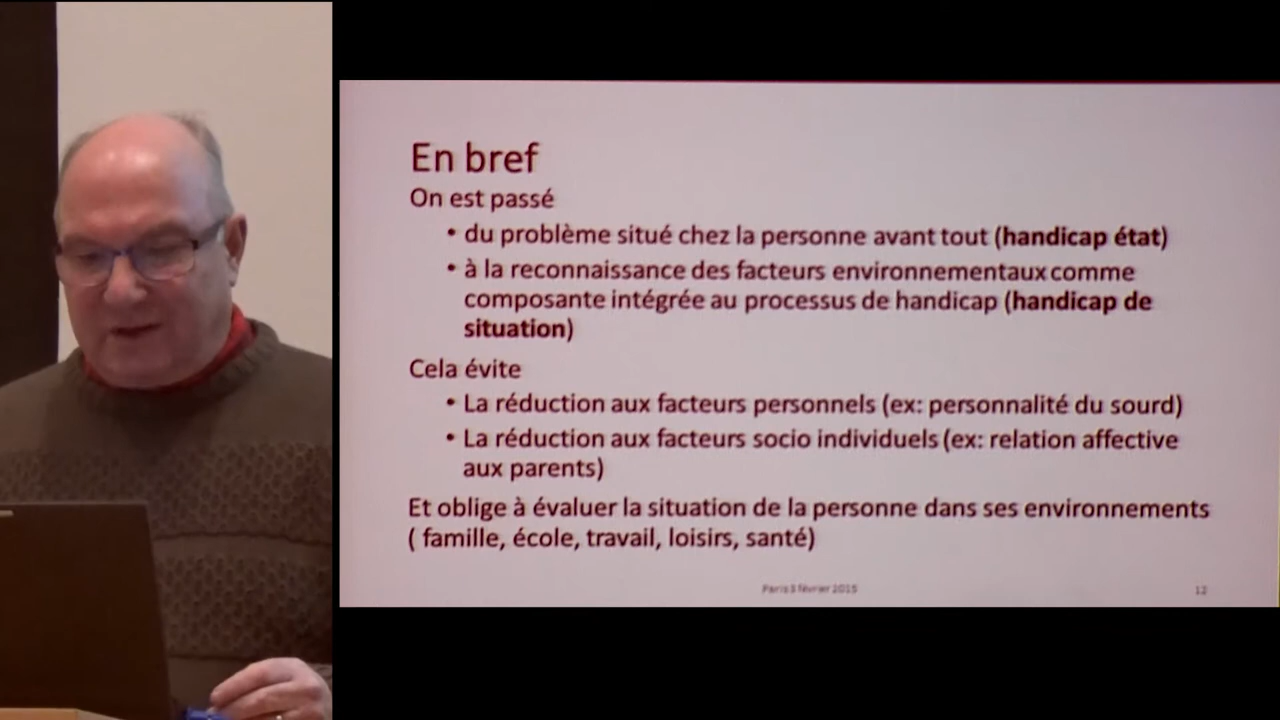 En bref
On est passé
• du problème situé chez la personne avant tout (handicap état)
• à la reconnaissance des facteurs environnementaux comme
composante intégrée au processus de handicap (handicap de
situation)
Cela évite
• La réduction aux facteurs personnels (ex: personnalité du sourd)
• La réduction aux facteurs socio individuels (ex: relation affective
aux parents)
Et oblige à évaluer la situation de la personne dans ses environnements
( famille, école, travail, loisirs, santé)
Paris 3 février 2015
12